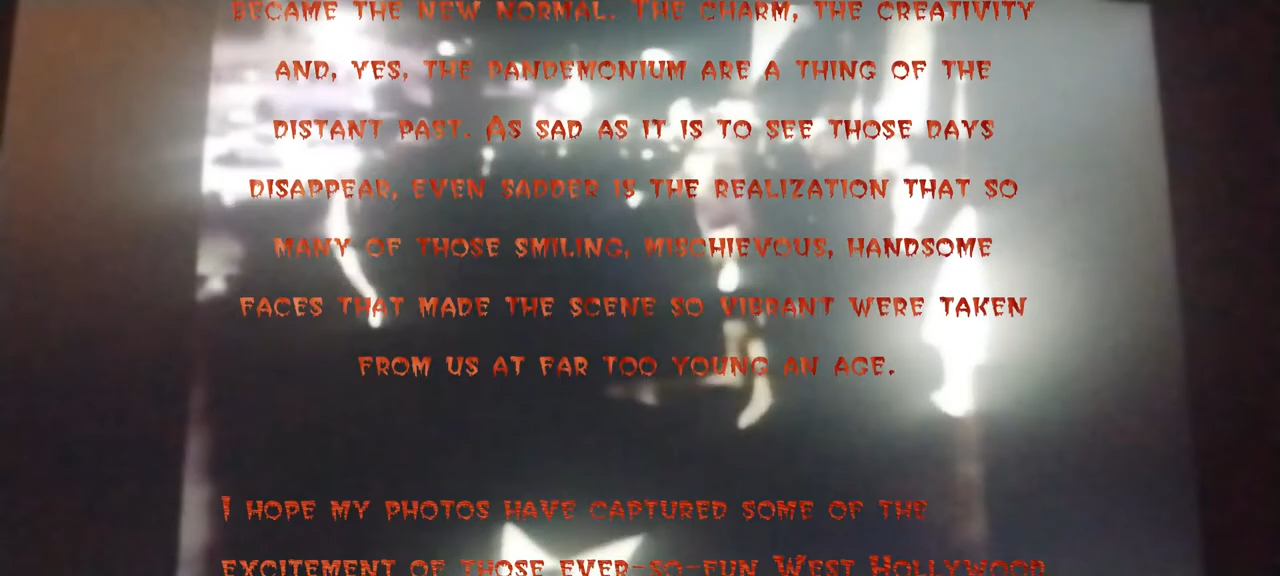 BECAME THE NEW NORMAL. THE CHARM, THE CREATIVITY
AND, YES, THE PANDEMONIUM ARE A THING OF THE
DISTANT PAST. AS SAD AS IT IS TO SEE THOSE DAYS
DISAPPEAR, EVEN SADDER IS THE REALIZATION THAT SO
MANY OF THOSE SMILING, MISCHIEVOUS, HANDSOME
FACES THAT MADE THE SCENE SO VIBRANT WERE TAKEN
FROM US AT FAR TOO YOUNG AN AGE.
I HOPE MY PHOTOS HAVE CAPTURED SOME OF THE
EXCITEMENT OF THOSE EVER-SO-FUN WEST HOLLYWOOD